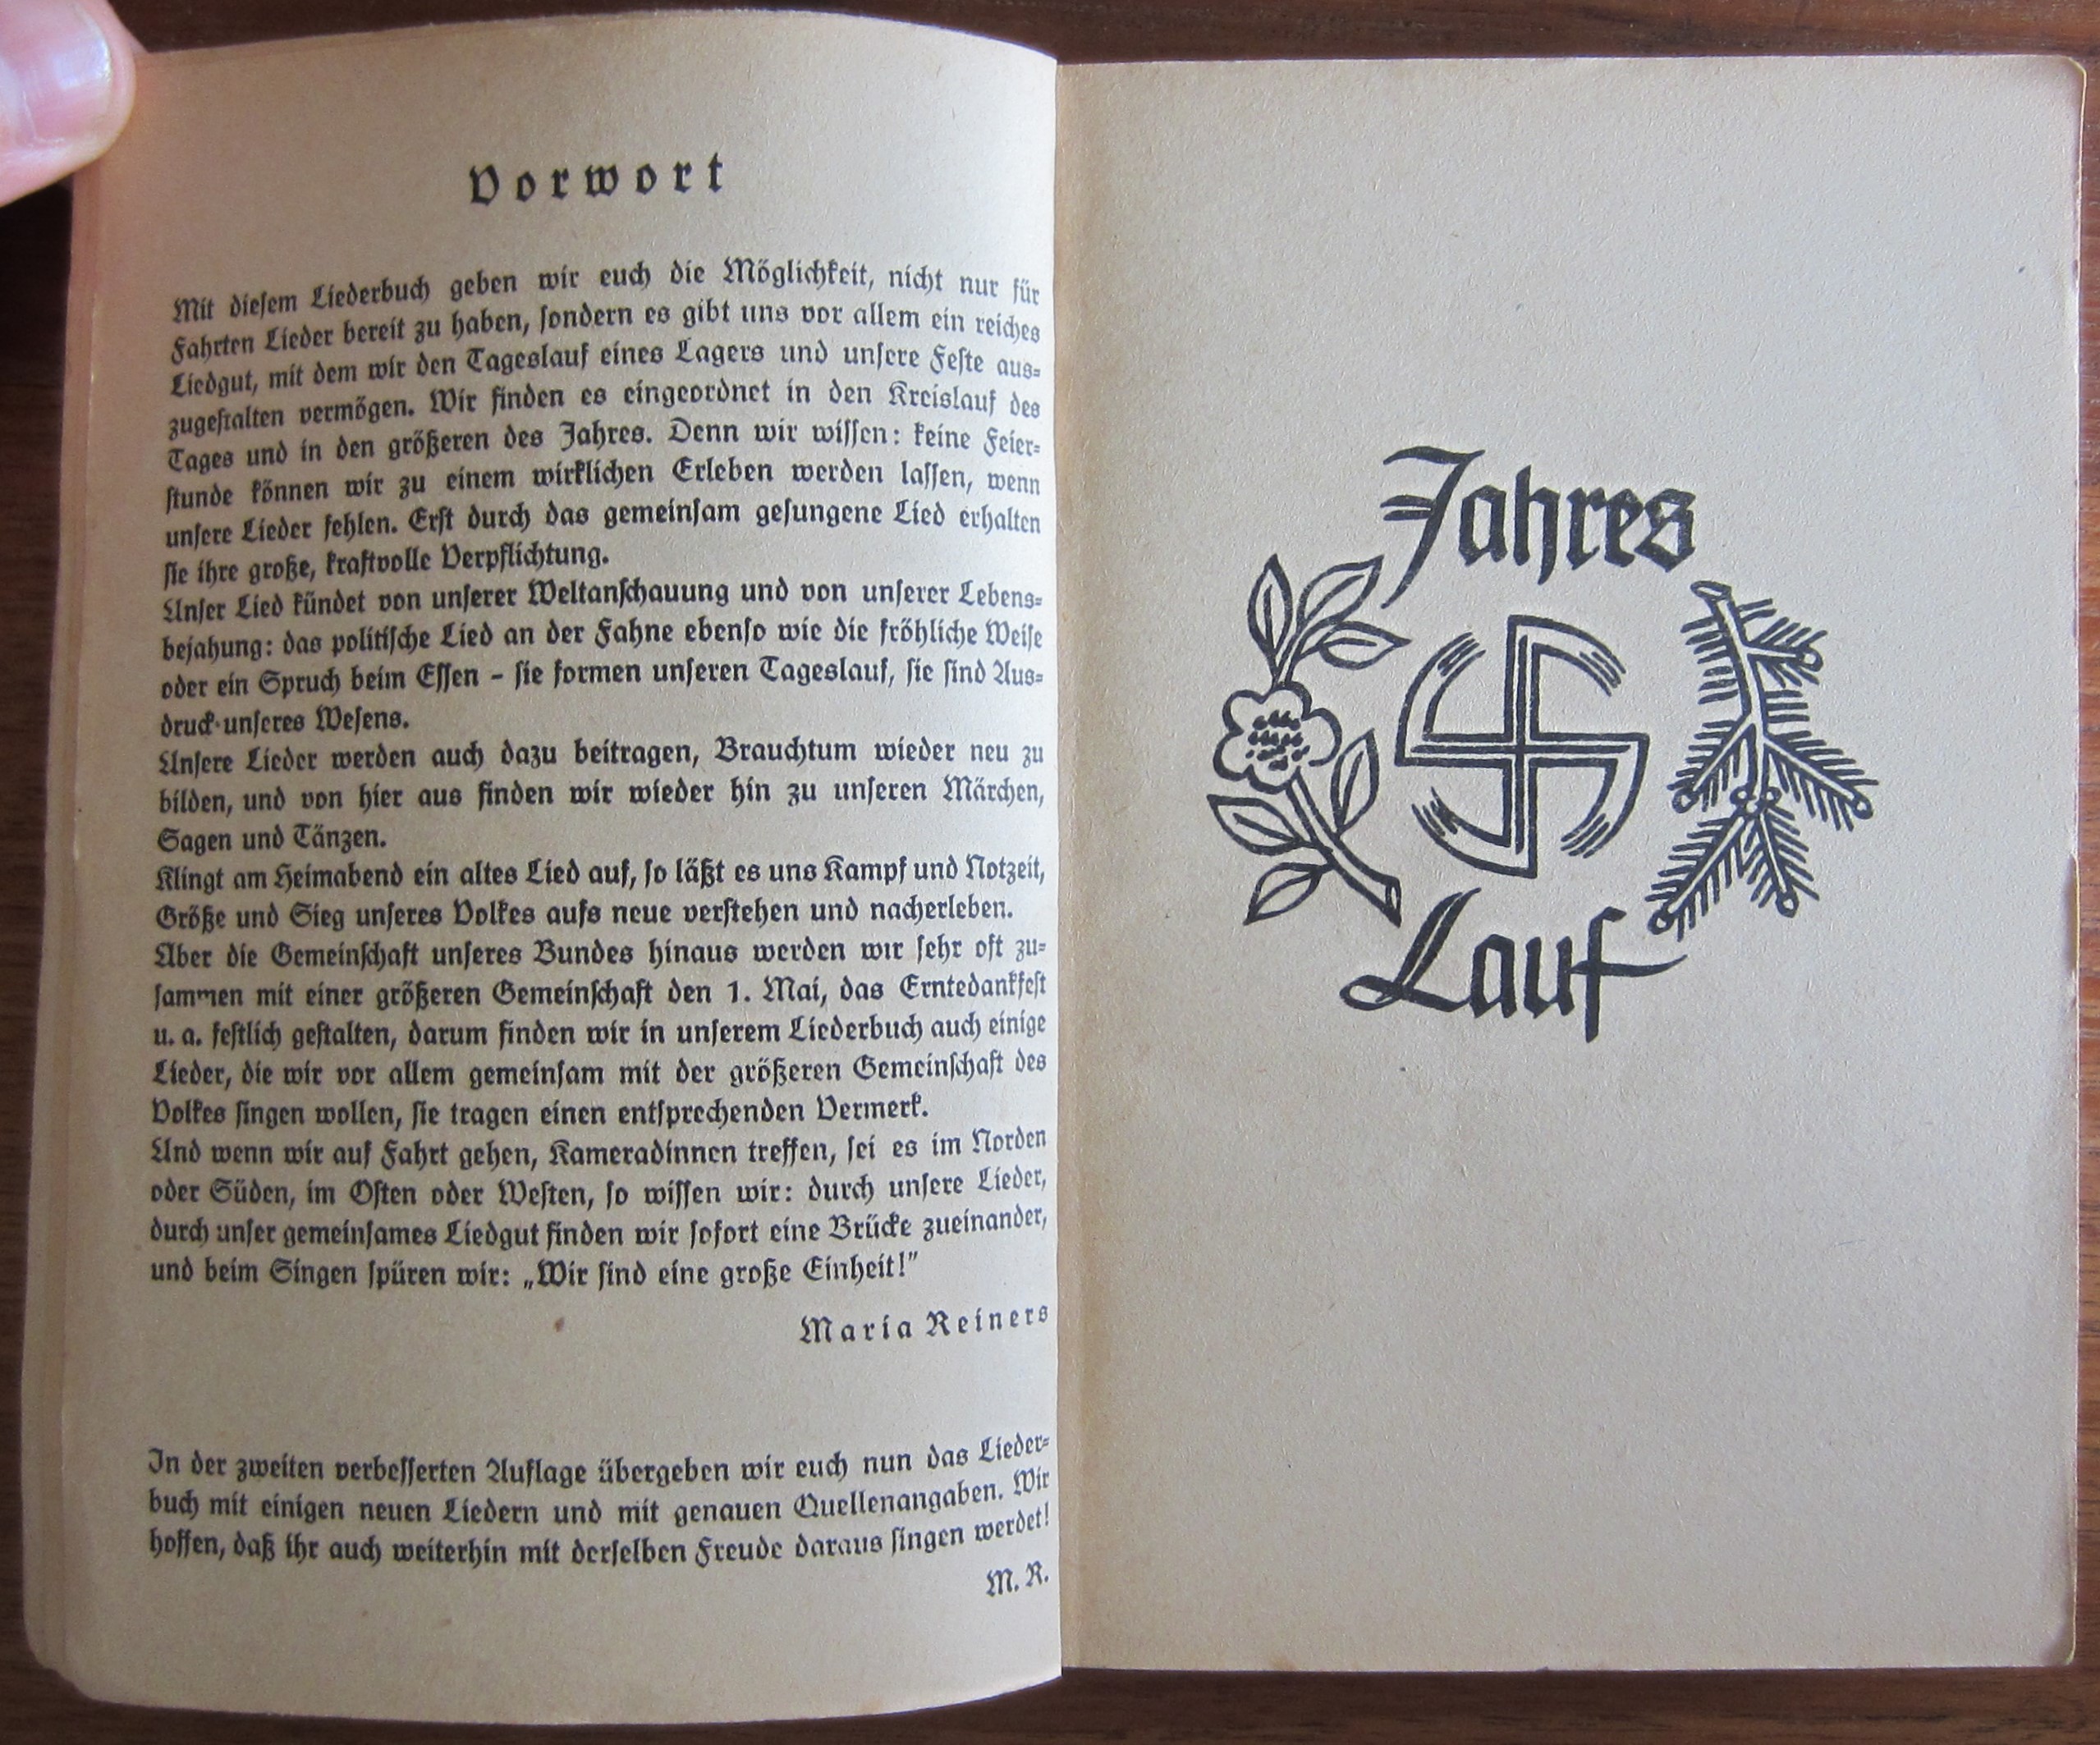 Vorwort
Mit diesem Liederbuch geben wir euch die Möglichkeit, nicht nur für
Fahrten Lieder bereit zu haben, sondern es gibt uns vor allem ein reiches
Liedgut, mit dem wir den Tageslauf eines Lagers und unsere Feste aus-
zugestalten vermögen. Wir finden es eingeordnet in den Kreislauf des
Tages und in den größeren des Jahres. Denn wir wissen: keine Feier-
stunde können wir zu einem wirklichen Erleben werden lassen, wenn
unsere Lieder fehlen. Erst durch das gemeinsam gesungene Lied erhalten
sie ihre große, kraftvolle Verpflichtung.
Unser Lied kündet von unserer Weltanschauung und von unserer Lebens-
bejahung: das politische Lied an der Fahne ebenso wie die fröhliche Weise
oder ein Spruch beim Essen – sie formen unseren Tageslauf, sie sind Aus-
druck unseres Wesens.
Unsere Lieder werden auch dazu beitragen, Brauchtum wieder neu zu
bilden, und von hier aus finden wir wieder hin zu unseren Märchen,
Sagen und Tänzen.
Klingt am Heimabend ein altes Lied auf, so läßt es uns Kampf und Notzeit,
Größe und Sieg unseres Volkes aufs neue verstehen und nacherleben.
Über die Gemeinschaft unseres Bundes hinaus werden wir sehr oft zu-
sammen mit einer größeren Gemeinschaft den 1. Mai, das Erntedankfest
u. a. festlich gestalten, darum finden wir in unserem Liederbuch auch einige
Lieder, die wir vor allem gemeinsam mit der größeren Gemeinschaft des
Volkes singen wollen, sie tragen einen entsprechenden Vermerk.
Und wenn wir auf Fahrt gehen, Kameradinnen treffen, sei es im Norden
oder Süden, im Osten oder Westen, so wissen wir: durch unsere Lieder,
durch unser gemeinsames Liedgut finden wir sofort eine Brücke zueinander,
und beim Singen spüren wir: „Wir sind eine große Einheit!”
Maria Reiners
In der zweiten verbesserten Auflage übergeben wir euch nun das Lieder-
buch mit einigen neuen Liedern und mit genauen Quellenangaben. Wir
hoffen, daß ihr auch weiterhin mit derselben Freude daraus singen werdet!
M. R.
Jahres
Lauf